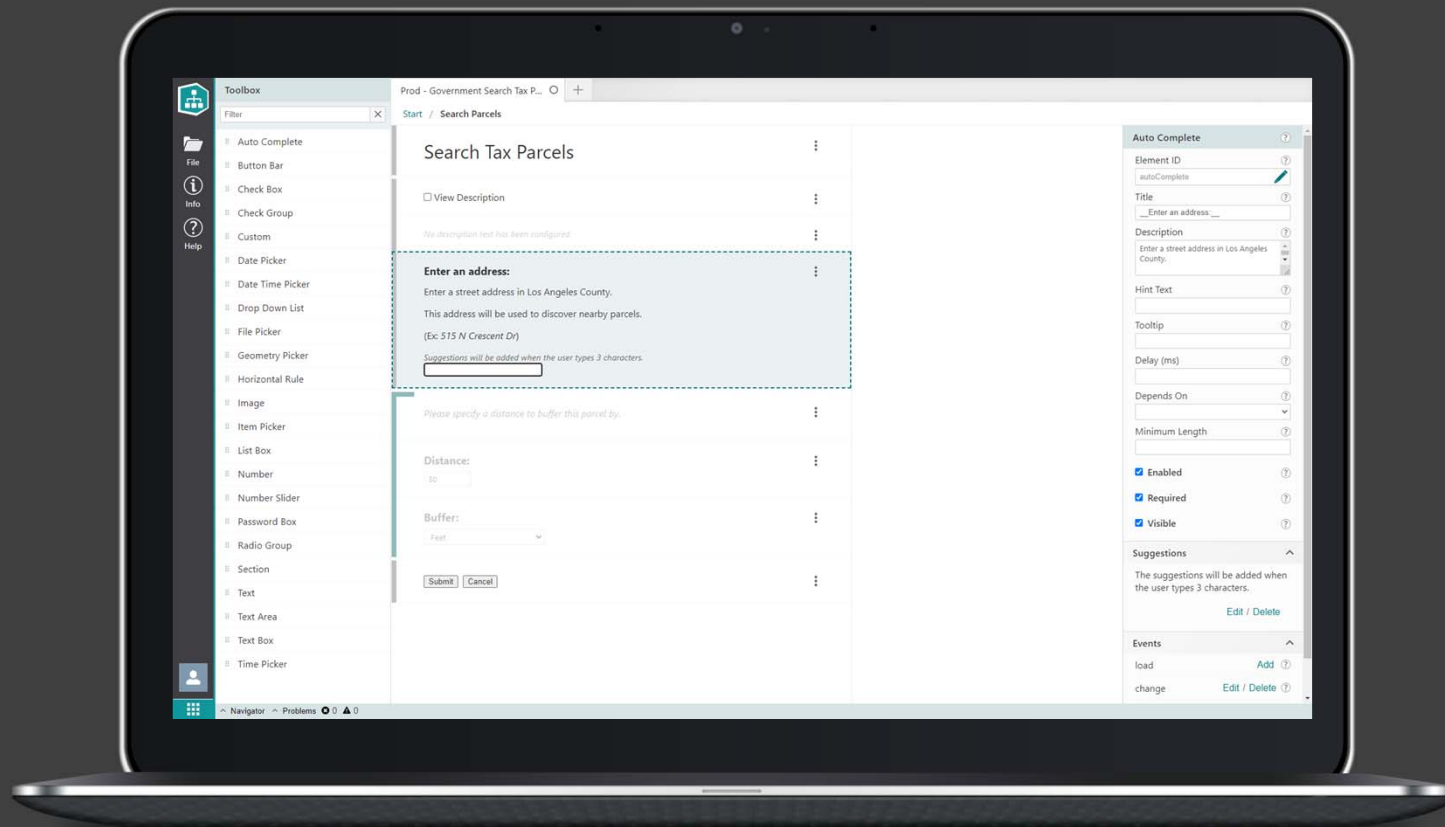 Toolbox
Prod - Government Search Tax P...
Filter
Start / Search Parcels
File
Info
Help
Auto Complete
Button Bar
Check Box
Check Group
Custom
Date Picker
Date Time Picker
Drop Down List
File Picker
Geometry Picker
Horizontal Rule
Image
Item Picker
List Box
Number
Number Slider
Password Box
Radio Group
Section
Text
Text Area
Text Box
Time Picker
Search Tax Parcels
View Description
No description text has been configured.
Enter an address:
Enter a street address in Los Angeles County.
This address will be used to discover nearby parcels.
(Ex: 515 N Crescent Dr)
Suggestions will be added when the user types 3 characters.
Please specify a distance to buffer this parcel by.
Distance:
50
Buffer:
Feet
Submit Cancel
Auto Complete
Element ID
autoComplete
Title
__Enter an address:__
Description
Enter a street address in Los Angeles
County.
Hint Text
Tooltip
Delay (ms)
Depends On
Minimum Length
Enabled
Required
Visible
Suggestions
The suggestions will be added when
the user types 3 characters.
Edit / Delete
Events
load Add
change Edit / Delete
Navigator Problems 0 0